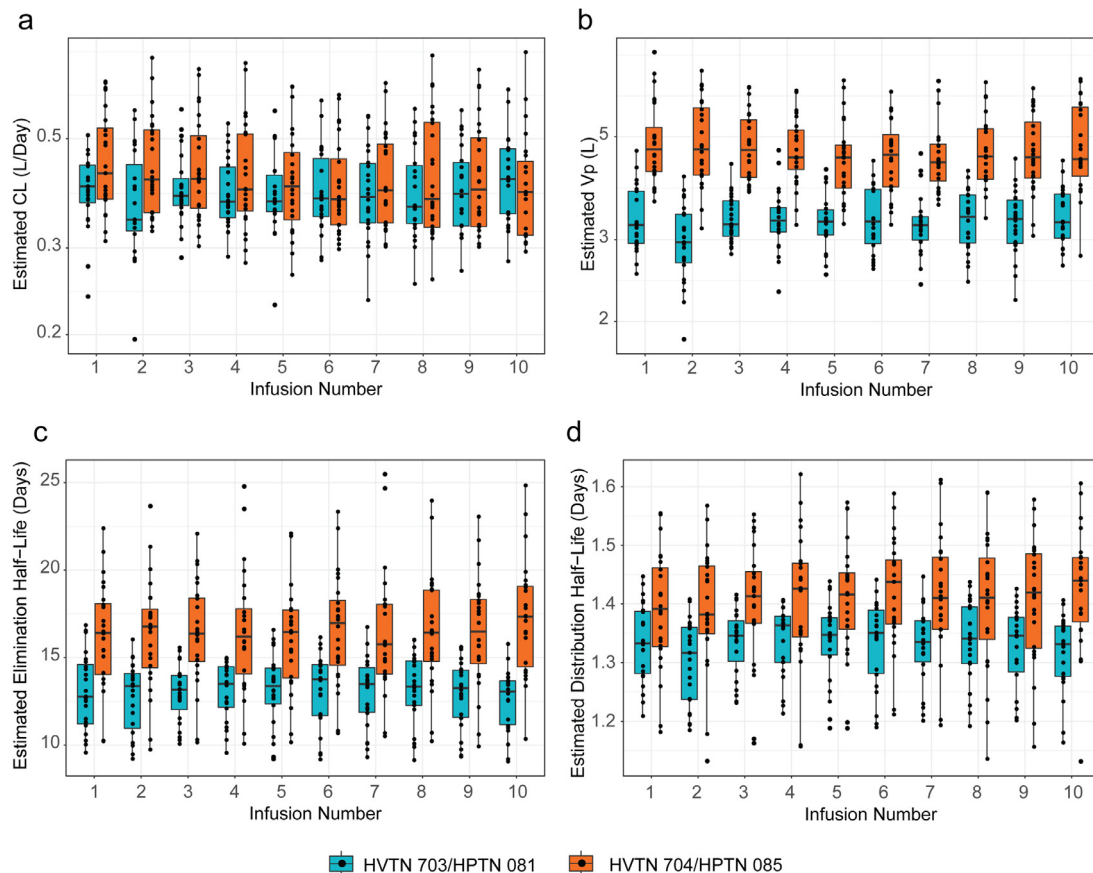 a
Estimated CL (L/Day)
0.5
0.3
0.2
1 2 3 4 5 6 7 8 9 10
Infusion Number
b
Estimated Vp (L)
5
3
2
1 2 3 4 5 6 7 8 9 10
Infusion Number
c
Estimated Elimination Half−Life (Days)
25
20
15
10
1 2 3 4 5 6 7 8 9 10
Infusion Number
d
Estimated Distribution Half−Life (Days)
1.6
1.5
1.4
1.3
1.2
1 2 3 4 5 6 7 8 9 10
Infusion Number
HVTN 703/HPTN 081 HVTN 704/HPTN 085